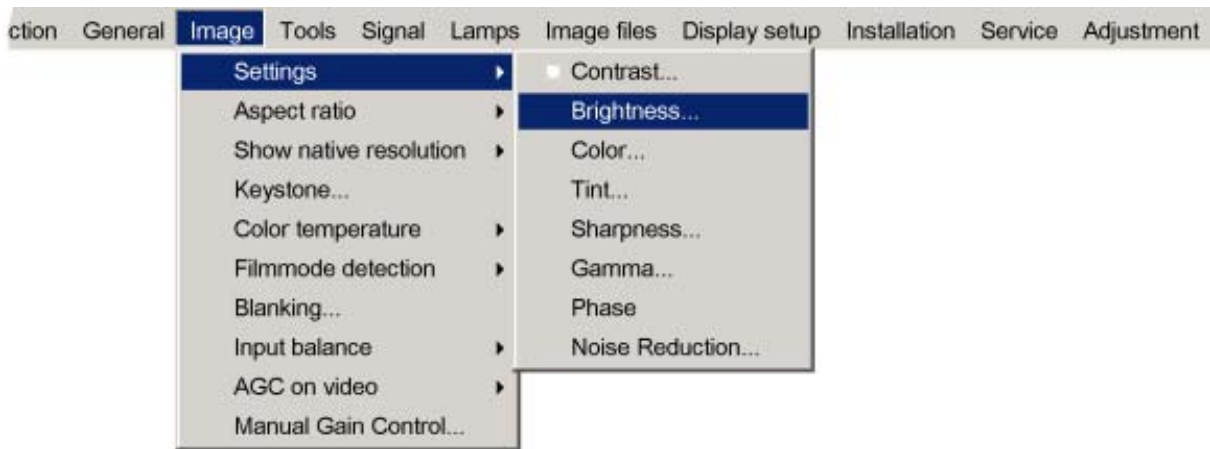 ction General Image Tools Signal Lamps Image files Display setup Installation Service Adjustment
Settings
Aspect ratio
Show native resolution
Keystone...
Color temperature
Filmmode detection
Blanking...
Input balance
AGC on video
Manual Gain Control...
Contrast...
Brightness...
Color...
Tint...
Sharpness...
Gamma...
Phase
Noise Reduction...